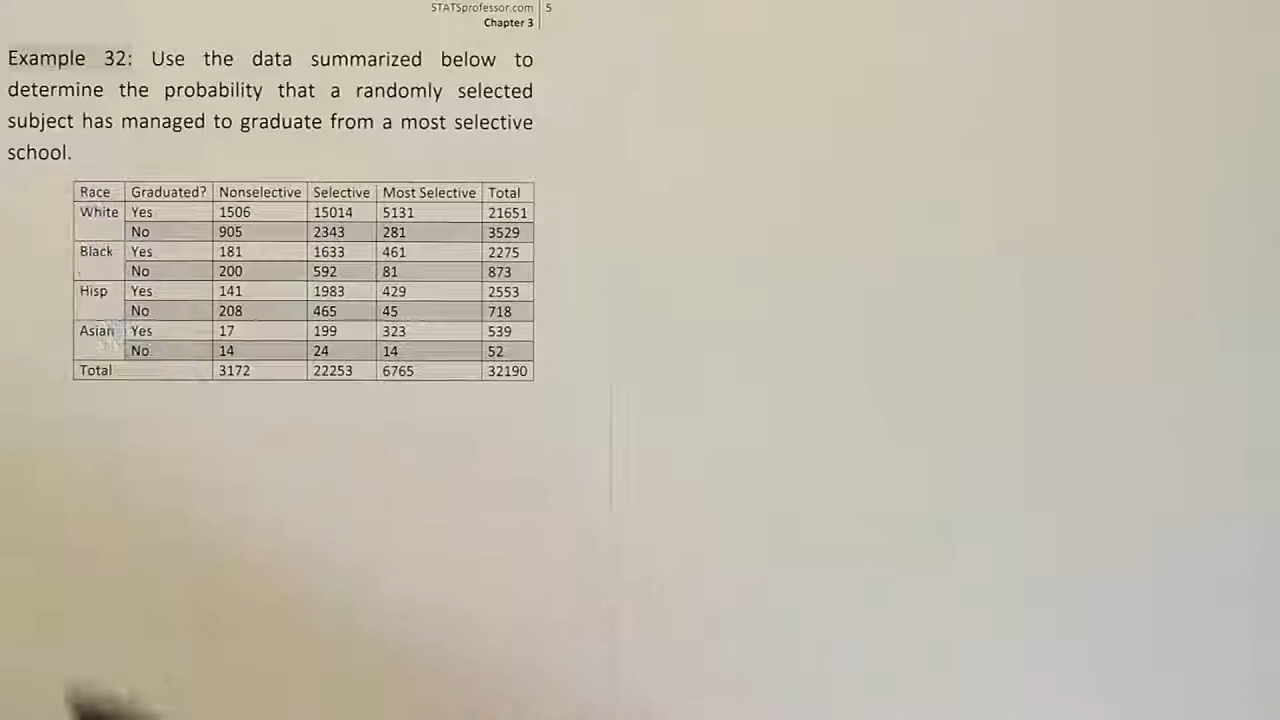 STATSprofessor.com 5
Chapter 3
Example 32: Use the data summarized below to
determine the probability that a randomly selected
subject has managed to graduate from a most selective
school.
Race Graduated? Nonselective Selective Most Selective Total
White Yes 1506 15014 5131 21651
No 905 2343 281 3529
Black Yes 181 1633 461 2275
No 200 592 81 873
Hisp Yes 141 1983 429 2553
No 208 465 45 718
Asian Yes 17 199 323 539
No 14 24 14 52
Total 3172 22253 6765 32190